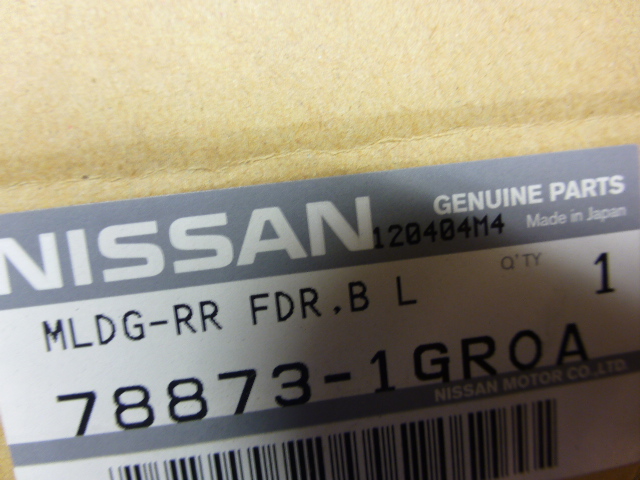 NISSAN GENUINE PARTS
120404M4 Made in Japan
MLDG-RR FDR,B L Q'TY 1
78873-1GR0A
NISSAN MOTOR CO.,LTD.